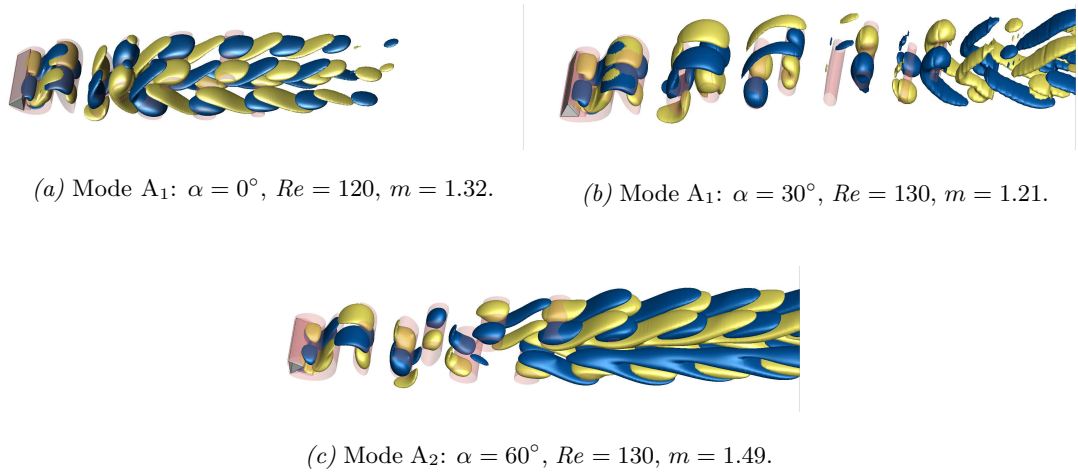 (a) Mode A₁: α = 0°, Re = 120, m = 1.32.
(b) Mode A₁: α = 30°, Re = 130, m = 1.21.
(c) Mode A₂: α = 60°, Re = 130, m = 1.49.